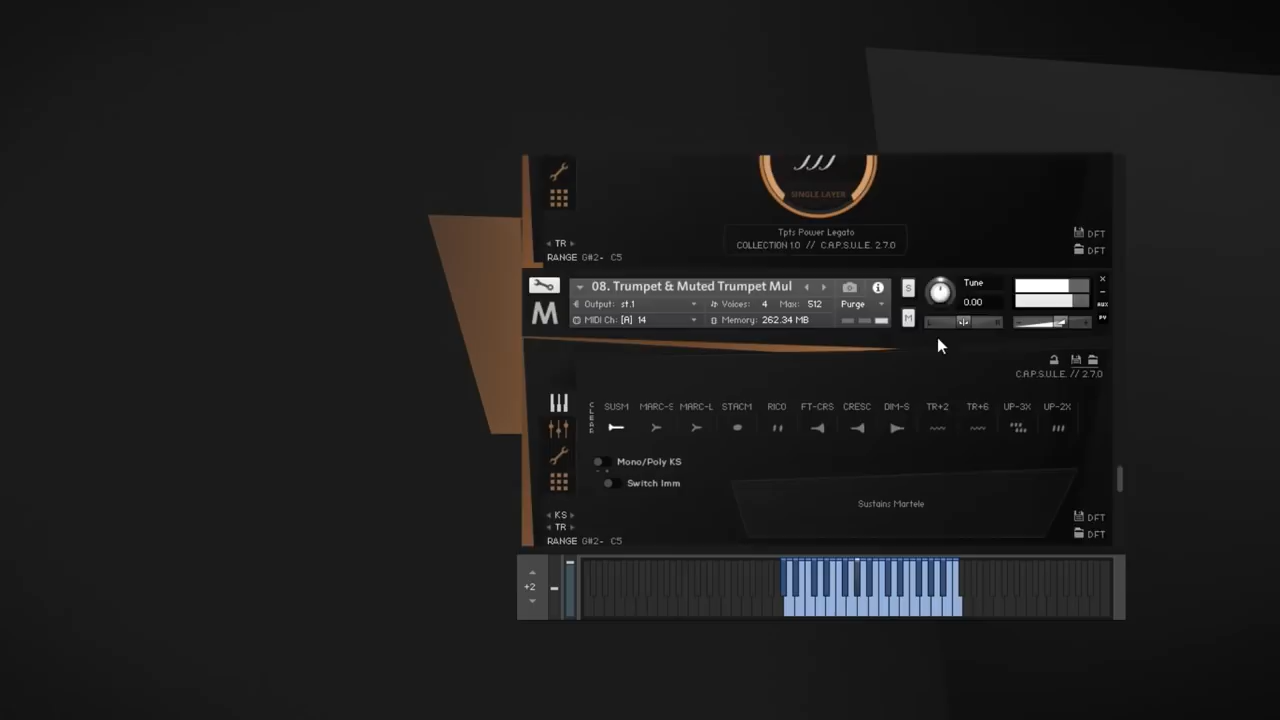 SINGLE LAYER
Tpts Power Legato
COLLECTION 1.0 // C.A.P.S.U.L.E. 2.7.0
TR
RANGE G#2- C5
DFT
DFT
08. Trumpet & Muted Trumpet Mul
Output: st.1
Voices: 4 Max: 512
Purge
MIDI Ch: [A] 14
Memory: 262.34 MB
S
M
Tune
0.00
L R
AUX
PV
C.A.P.S.U.L.E. // 2.7.0
CLEAR
SUSM MARC-S MARC-L STACM RICO FT-CRS CRESC DIM-S TR+2 TR+6 UP-3X UP-2X
Mono/Poly KS
Switch Imm
Sustains Martele
KS
TR
RANGE G#2- C5
DFT
DFT
+2